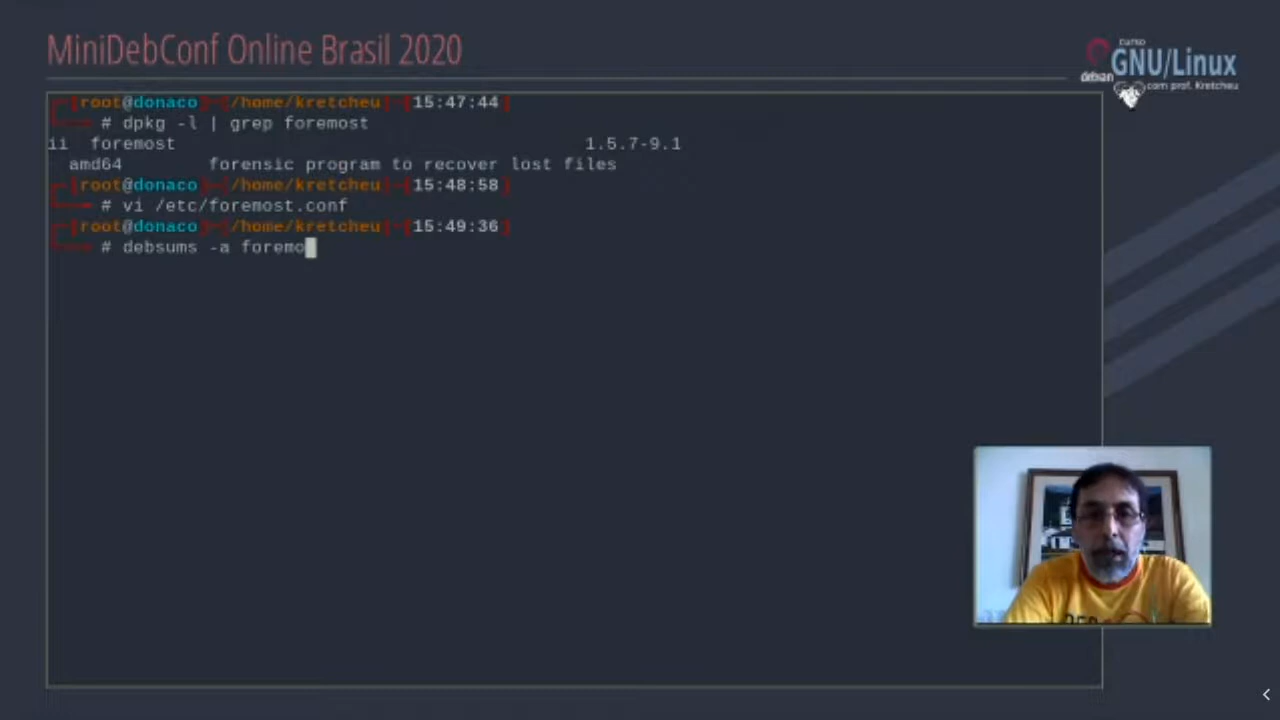 MiniDebConf Online Brasil 2020
curso
GNU/Linux
debian
com prof. Kretcheu
[root@donaco]-[/home/kretcheu]-[15:47:44]
# dpkg -l | grep foremost
ii  foremost                                       1.5.7-9.1
  amd64        forensic program to recover lost files
[root@donaco]-[/home/kretcheu]-[15:48:58]
# vi /etc/foremost.conf
[root@donaco]-[/home/kretcheu]-[15:49:36]
# debsums -a foremo